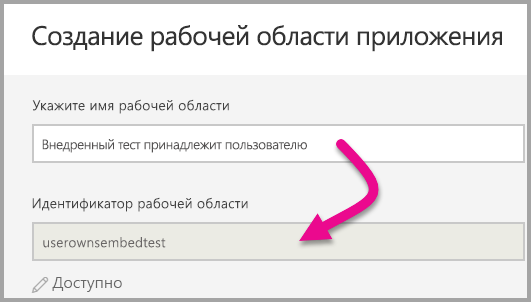 Создание рабочей области приложения
Укажите имя рабочей области
Внедренный тест принадлежит пользователю
Идентификатор рабочей области
userownsembedtest
Доступно